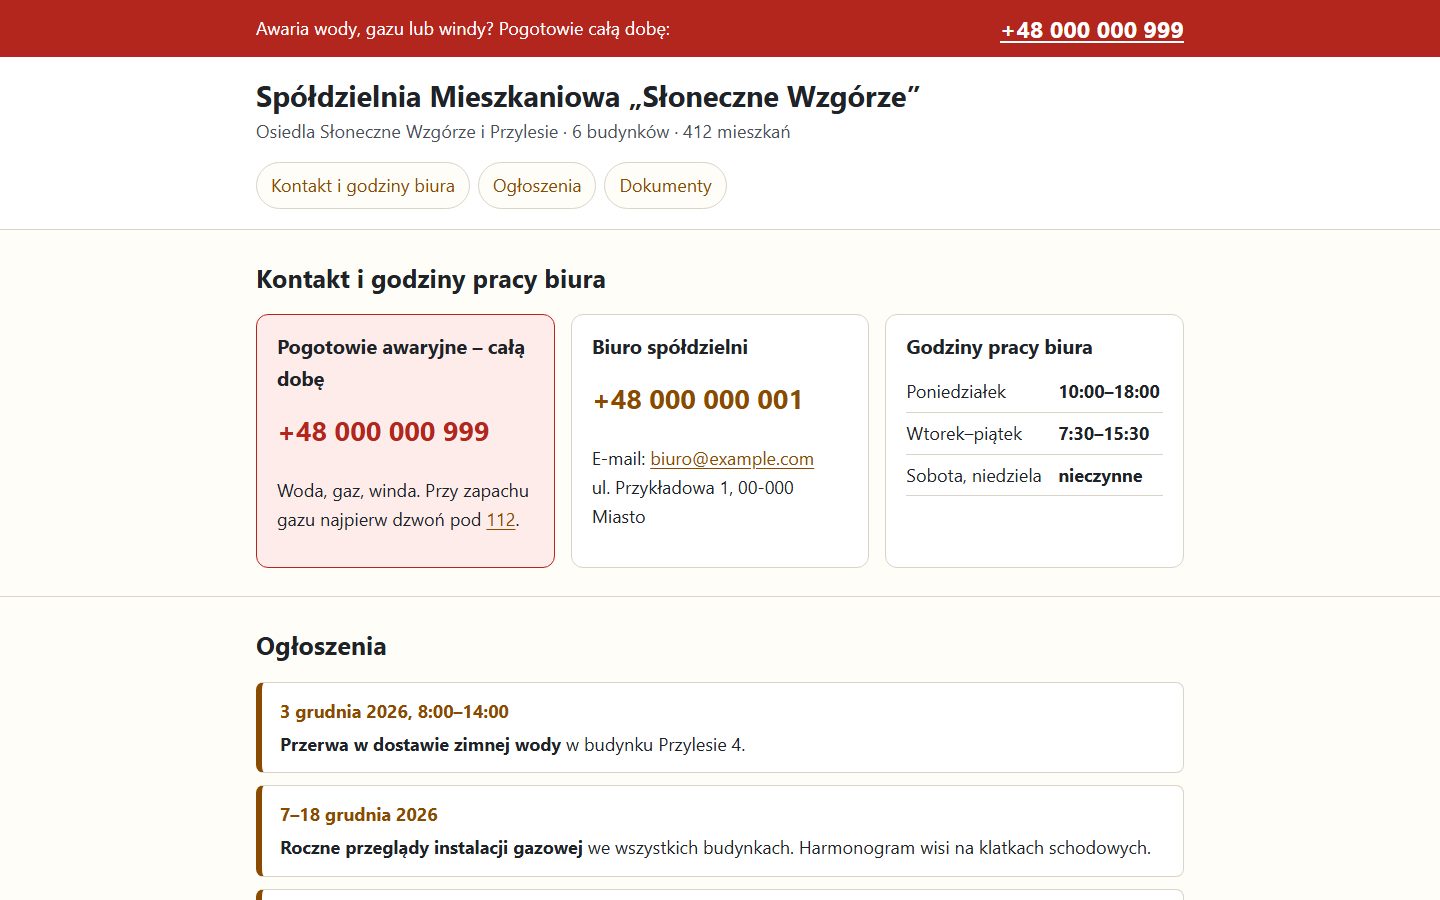 Awaria wody, gazu lub windy? Pogotowie całą dobę:
+48 000 000 999
Spółdzielnia Mieszkaniowa „Słoneczne Wzgórze”
Osiedla Słoneczne Wzgórze i Przylesie · 6 budynków · 412 mieszkań
Kontakt i godziny biura
Ogłoszenia
Dokumenty
Kontakt i godziny pracy biura
Pogotowie awaryjne – całą
dobę
+48 000 000 999
Woda, gaz, winda. Przy zapachu
gazu najpierw dzwoń pod 112.
Biuro spółdzielni
+48 000 000 001
E-mail: biuro@example.com
ul. Przykładowa 1, 00-000
Miasto
Godziny pracy biura
Poniedziałek 10:00–18:00
Wtorek–piątek 7:30–15:30
Sobota, niedziela nieczynne
Ogłoszenia
3 grudnia 2026, 8:00–14:00
Przerwa w dostawie zimnej wody w budynku Przylesie 4.
7–18 grudnia 2026
Roczne przeglądy instalacji gazowej we wszystkich budynkach. Harmonogram wisi na klatkach schodowych.